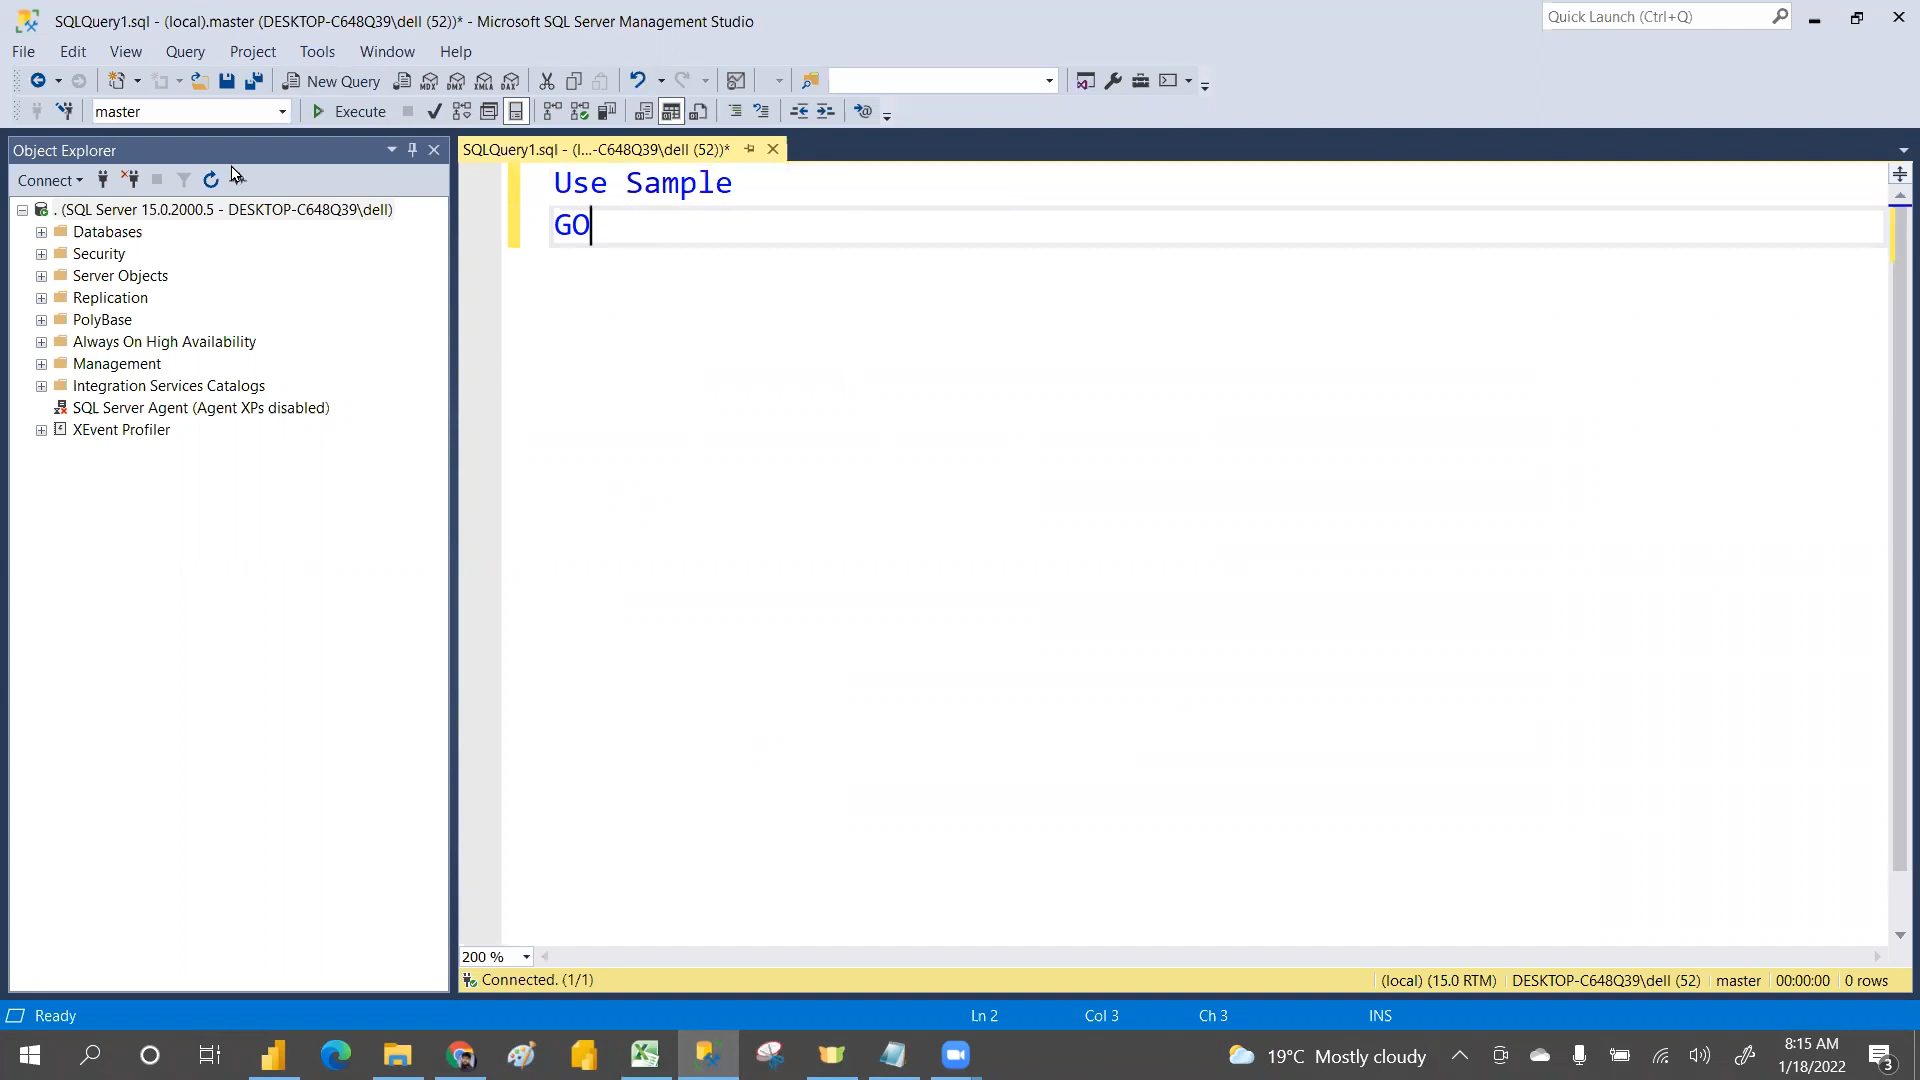 SQLQuery1.sql - (local).master (DESKTOP-C648Q39\dell (52))* - Microsoft SQL Server Management Studio
Quick Launch (Ctrl+Q)
File Edit View Query Project Tools Window Help
New Query MDX DMX XMLA DAX
master Execute
Object Explorer
SQLQuery1.sql - (l...-C648Q39\dell (52))*
Connect
. (SQL Server 15.0.2000.5 - DESKTOP-C648Q39\dell)
Databases
Security
Server Objects
Replication
PolyBase
Always On High Availability
Management
Integration Services Catalogs
SQL Server Agent (Agent XPs disabled)
XEvent Profiler
Use Sample
GO
200 %
Connected. (1/1)
(local) (15.0 RTM) DESKTOP-C648Q39\dell (52) master 00:00:00 0 rows
Ready
Ln 2 Col 3 Ch 3 INS
19°C Mostly cloudy
8:15 AM
1/18/2022
3